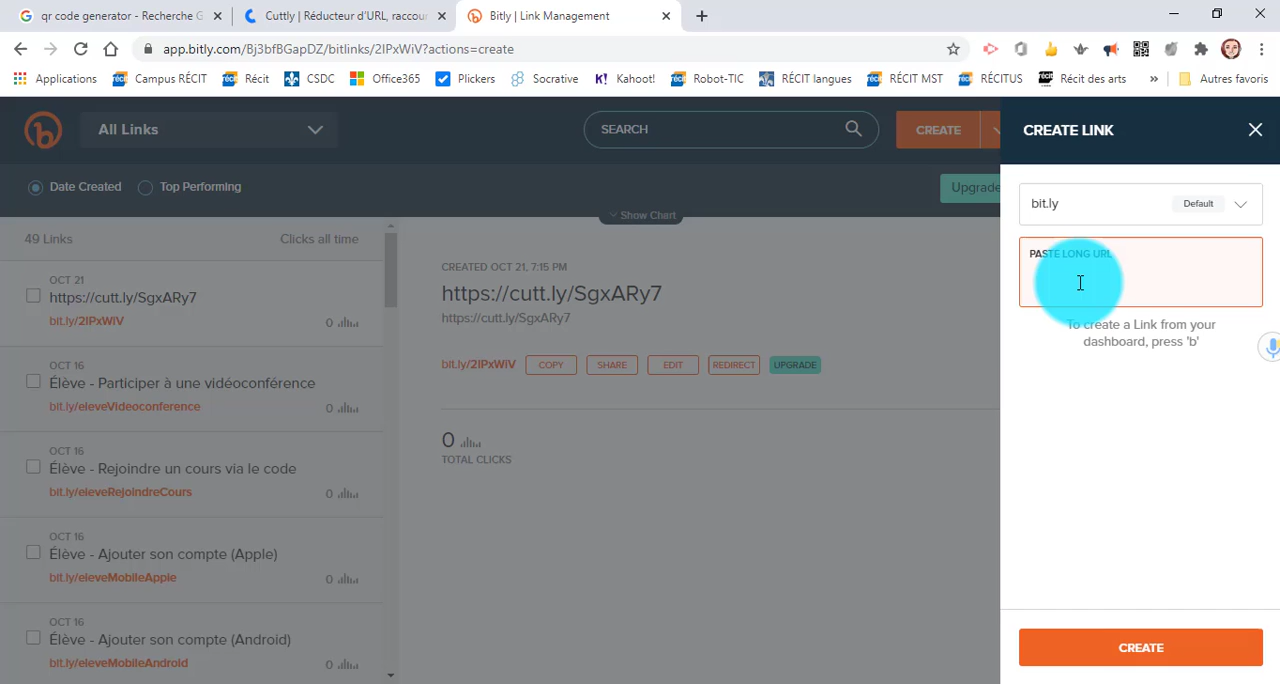 qr code generator - Recherche G
Cuttly | Réducteur d'URL, raccour
Bitly | Link Management
app.bitly.com/Bj3bfBGapDZ/bitlinks/2IPxWiV?actions=create
Applications
Campus RÉCIT
Récit
CSDC
Office365
Plickers
Socrative
K! Kahoot!
Robot-TIC
RÉCIT langues
RÉCIT MST
RÉCITUS
Récit des arts
»
Autres favoris
All Links
SEARCH
CREATE
CREATE LINK
Date Created
Top Performing
Upgrade
Show Chart
bit.ly
Default
49 Links
Clicks all time
PASTE LONG URL
To create a Link from your
dashboard, press 'b'
OCT 21
https://cutt.ly/SgxARy7
bit.ly/2IPxWiV
0
OCT 16
Élève - Participer à une vidéoconférence
bit.ly/eleveVideoconference
0
OCT 16
Élève - Rejoindre un cours via le code
bit.ly/eleveRejoindreCours
0
OCT 16
Élève - Ajouter son compte (Apple)
bit.ly/eleveMobileApple
0
OCT 16
Élève - Ajouter son compte (Android)
bit.ly/eleveMobileAndroid
0
CREATED OCT 21, 7:15 PM
https://cutt.ly/SgxARy7
https://cutt.ly/SgxARy7
bit.ly/2IPxWiV
COPY
SHARE
EDIT
REDIRECT
UPGRADE
0
TOTAL CLICKS
CREATE